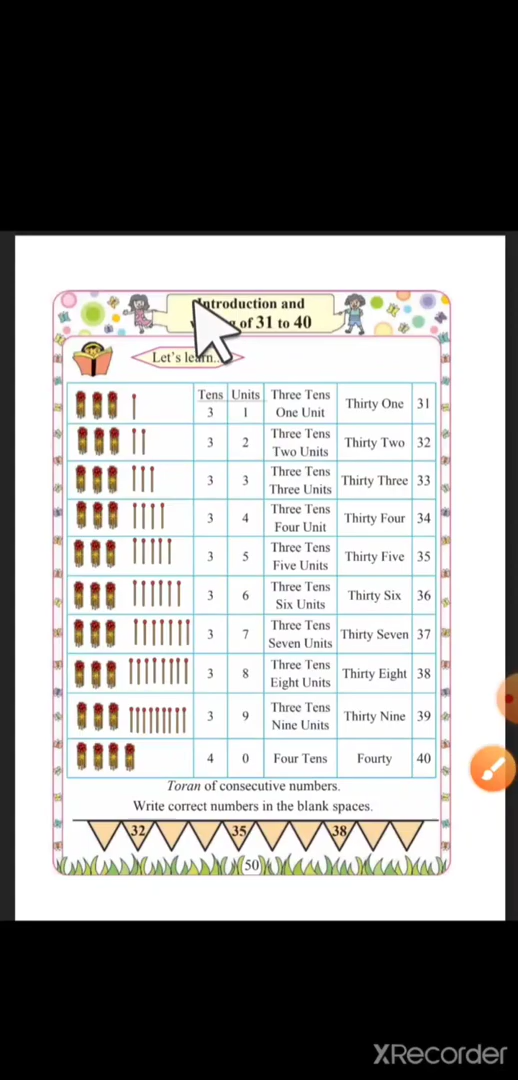 Introduction and
of 31 to 40
Let's learn...
Tens Units Three Tens
3 1 One Unit Thirty One 31
Three Tens
3 2 Two Units Thirty Two 32
Three Tens
3 3 Three Units Thirty Three 33
Three Tens
3 4 Four Unit Thirty Four 34
Three Tens
3 5 Five Units Thirty Five 35
Three Tens
3 6 Six Units Thirty Six 36
Three Tens
3 7 Seven Units Thirty Seven 37
Three Tens
3 8 Eight Units Thirty Eight 38
Three Tens
3 9 Nine Units Thirty Nine 39
4 0 Four Tens Fourty 40
Toran of consecutive numbers.
Write correct numbers in the blank spaces.
32 35 38
50
XRecorder